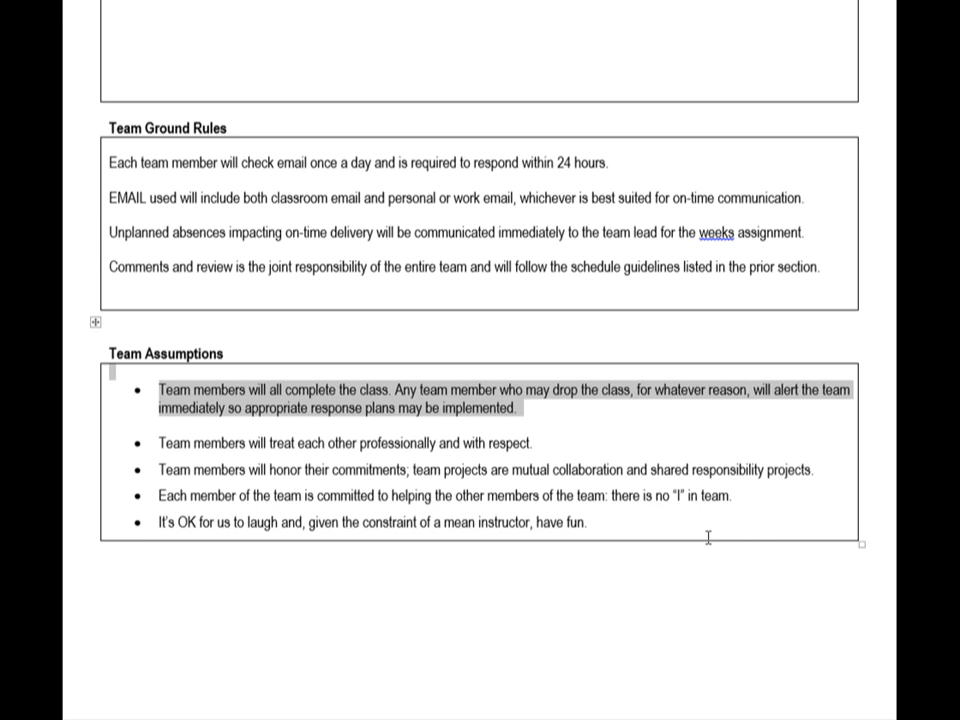 Team Ground Rules
Each team member will check email once a day and is required to respond within 24 hours.
EMAIL used will include both classroom email and personal or work email, whichever is best suited for on-time communication.
Unplanned absences impacting on-time delivery will be communicated immediately to the team lead for the weeks assignment.
Comments and review is the joint responsibility of the entire team and will follow the schedule guidelines listed in the prior section.
Team Assumptions
• Team members will all complete the class. Any team member who may drop the class, for whatever reason, will alert the team
immediately so appropriate response plans may be implemented.
• Team members will treat each other professionally and with respect.
• Team members will honor their commitments; team projects are mutual collaboration and shared responsibility projects.
• Each member of the team is committed to helping the other members of the team: there is no “I” in team.
• It’s OK for us to laugh and, given the constraint of a mean instructor, have fun.